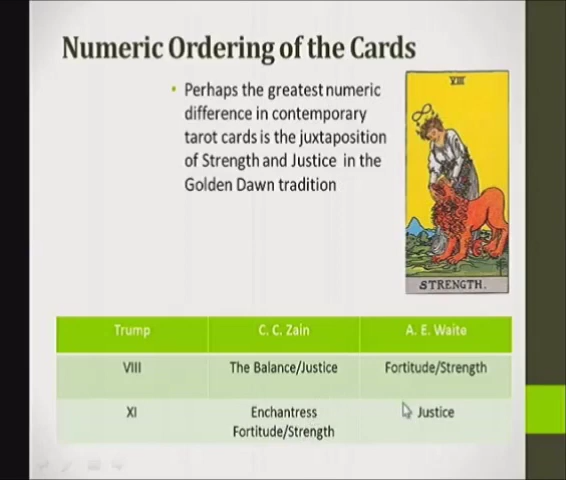 Numeric Ordering of the Cards
• Perhaps the greatest numeric
difference in contemporary
tarot cards is the juxtaposition
of Strength and Justice in the
Golden Dawn tradition
VIII
STRENGTH.
Trump C. C. Zain A. E. Waite
VIII The Balance/Justice Fortitude/Strength
XI Enchantress Justice
Fortitude/Strength